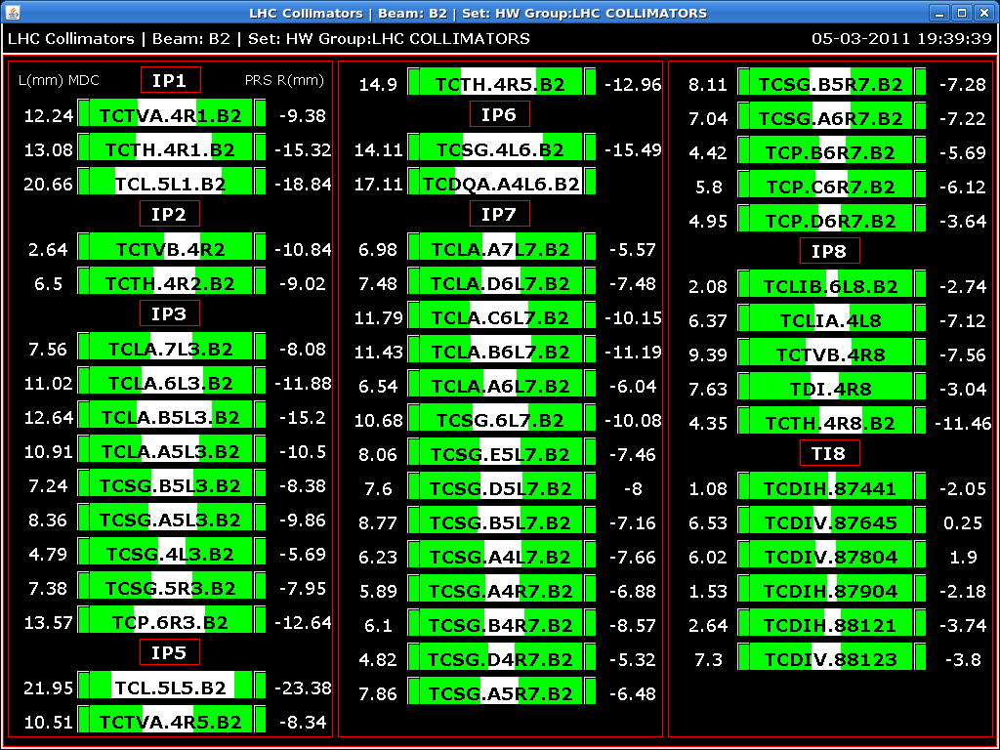 LHC Collimators | Beam: B2 | Set: HW Group:LHC COLLIMATORS
LHC Collimators | Beam: B2 | Set: HW Group:LHC COLLIMATORS 05-03-2011 19:39:39
L(mm) MDC IP1 PRS R(mm)
12.24 TCTVA.4R1.B2 -9.38
13.08 TCTH.4R1.B2 -15.32
20.66 TCL.5L1.B2 -18.84
IP2
2.64 TCTVB.4R2 -10.84
6.5 TCTH.4R2.B2 -9.02
IP3
7.56 TCLA.7L3.B2 -8.08
11.02 TCLA.6L3.B2 -11.88
12.64 TCLA.B5L3.B2 -15.2
10.91 TCLA.A5L3.B2 -10.5
7.24 TCSG.B5L3.B2 -8.38
8.36 TCSG.A5L3.B2 -9.86
4.79 TCSG.4L3.B2 -5.69
7.38 TCSG.5R3.B2 -7.95
13.57 TCP.6R3.B2 -12.64
IP5
21.95 TCL.5L5.B2 -23.38
10.51 TCTVA.4R5.B2 -8.34
14.9 TCTH.4R5.B2 -12.96
IP6
14.11 TCSG.4L6.B2 -15.49
17.11 TCDQA.A4L6.B2
IP7
6.98 TCLA.A7L7.B2 -5.57
7.48 TCLA.D6L7.B2 -7.48
11.79 TCLA.C6L7.B2 -10.15
11.43 TCLA.B6L7.B2 -11.19
6.54 TCLA.A6L7.B2 -6.04
10.68 TCSG.6L7.B2 -10.08
8.06 TCSG.E5L7.B2 -7.46
7.6 TCSG.D5L7.B2 -8
8.77 TCSG.B5L7.B2 -7.16
6.23 TCSG.A4L7.B2 -7.66
5.89 TCSG.A4R7.B2 -6.88
6.1 TCSG.B4R7.B2 -8.57
4.82 TCSG.D4R7.B2 -5.32
7.86 TCSG.A5R7.B2 -6.48
8.11 TCSG.B5R7.B2 -7.28
7.04 TCSG.A6R7.B2 -7.22
4.42 TCP.B6R7.B2 -5.69
5.8 TCP.C6R7.B2 -6.12
4.95 TCP.D6R7.B2 -3.64
IP8
2.08 TCLIB.6L8.B2 -2.74
6.37 TCLIA.4L8 -7.12
9.39 TCTVB.4R8 -7.56
7.63 TDI.4R8 -3.04
4.35 TCTH.4R8.B2 -11.46
TI8
1.08 TCDIH.87441 -2.05
6.53 TCDIV.87645 0.25
6.02 TCDIV.87804 1.9
1.53 TCDIH.87904 -2.18
2.64 TCDIH.88121 -3.74
7.3 TCDIV.88123 -3.8